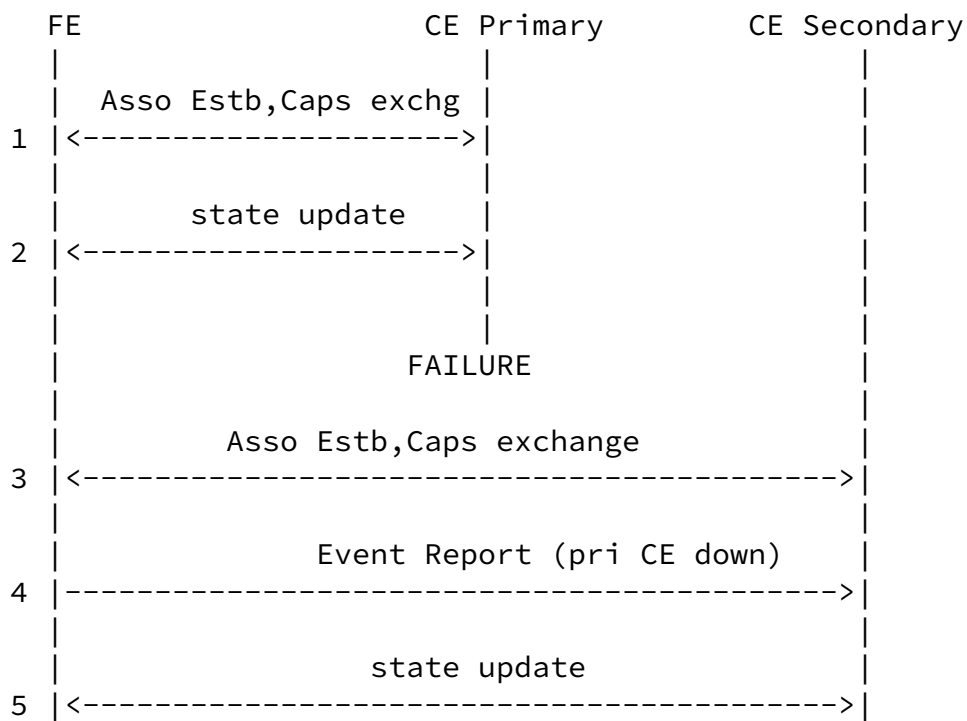 FE CE Primary CE Secondary
Asso Estb,Caps exchg
1
state update
2
FAILURE
Asso Estb,Caps exchange
3
Event Report (pri CE down)
4
state update
5